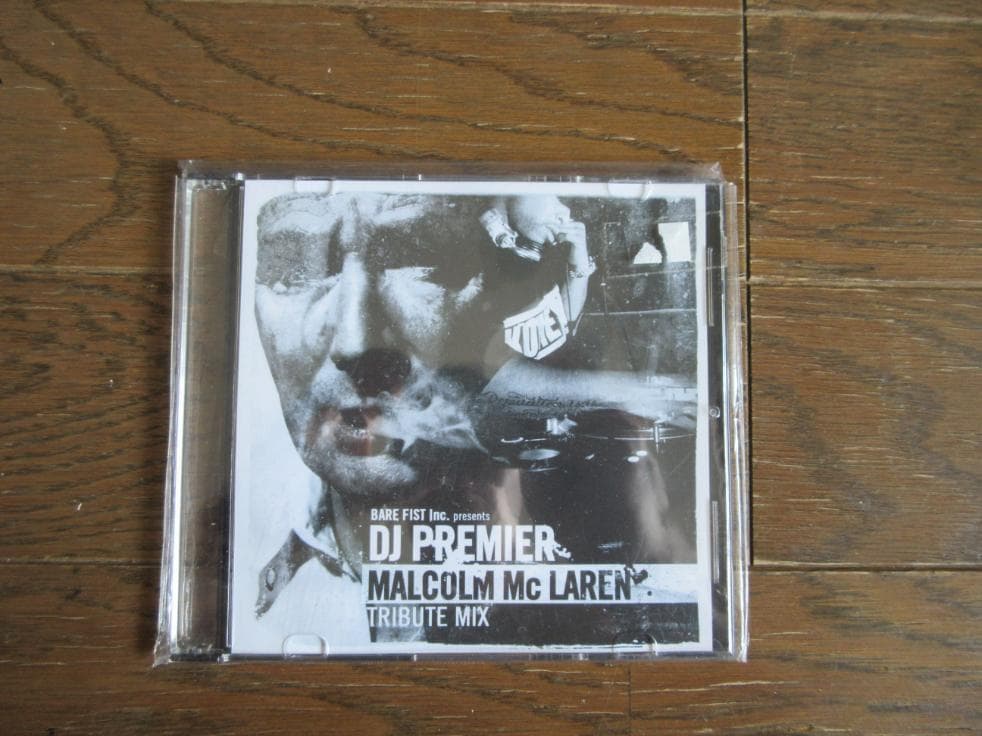 BARE FIST Inc. presents
DJ PREMIER
MALCOLM Mc LAREN
TRIBUTE MIX